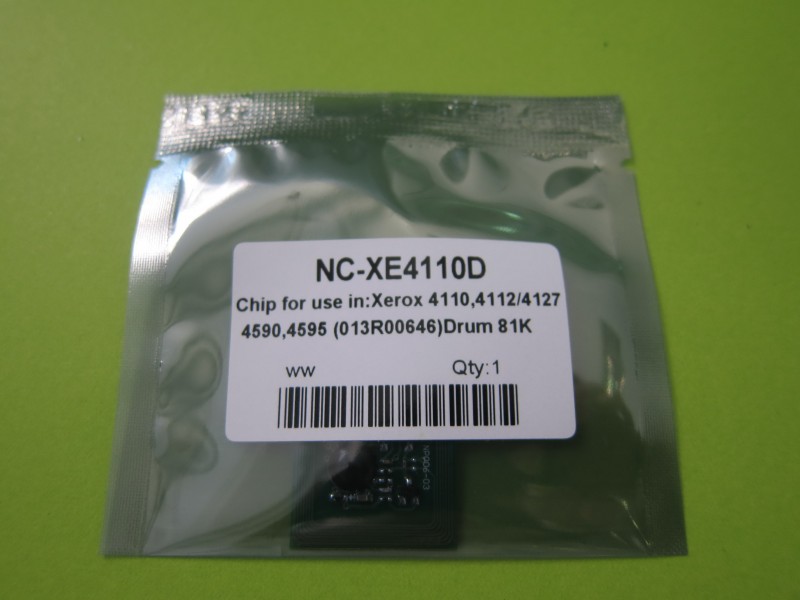 NC-XE4110D
Chip for use in:Xerox 4110,4112/4127
4590,4595 (013R00646)Drum 81K
ww Qty:1